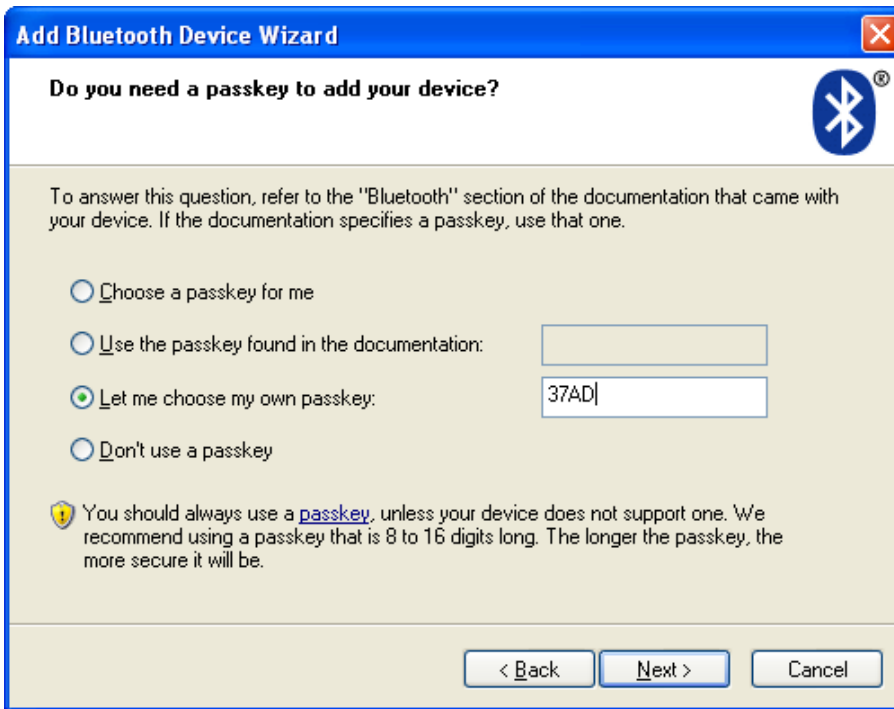 Add Bluetooth Device Wizard
Do you need a passkey to add your device?
®
To answer this question, refer to the "Bluetooth" section of the documentation that came with
your device. If the documentation specifies a passkey, use that one.
Choose a passkey for me
Use the passkey found in the documentation:
Let me choose my own passkey: 37AD
Don't use a passkey
You should always use a passkey, unless your device does not support one. We
recommend using a passkey that is 8 to 16 digits long. The longer the passkey, the
more secure it will be.
< Back Next > Cancel